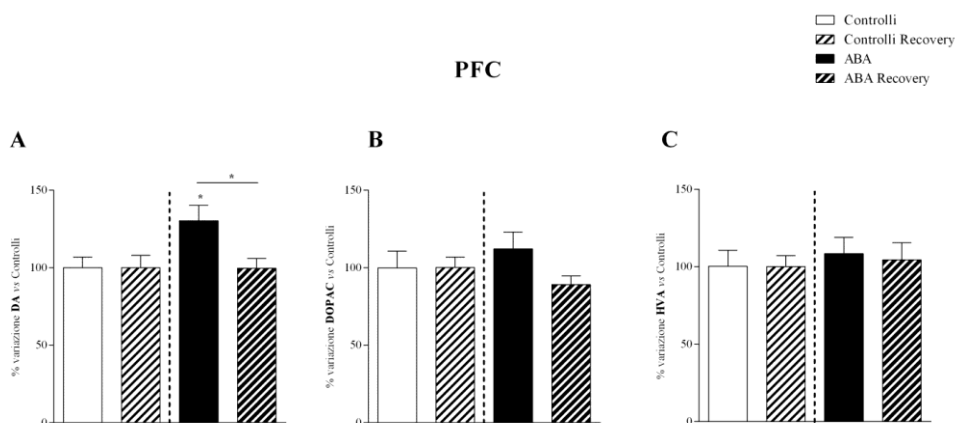 Controlli
Controlli Recovery
ABA
ABA Recovery
PFC
A
B
C
% variazione DA vs Controlli
150
100
50
0
*
*
% variazione DOPAC vs Controlli
150
100
50
0
% variazione HVA vs Controlli
150
100
50
0